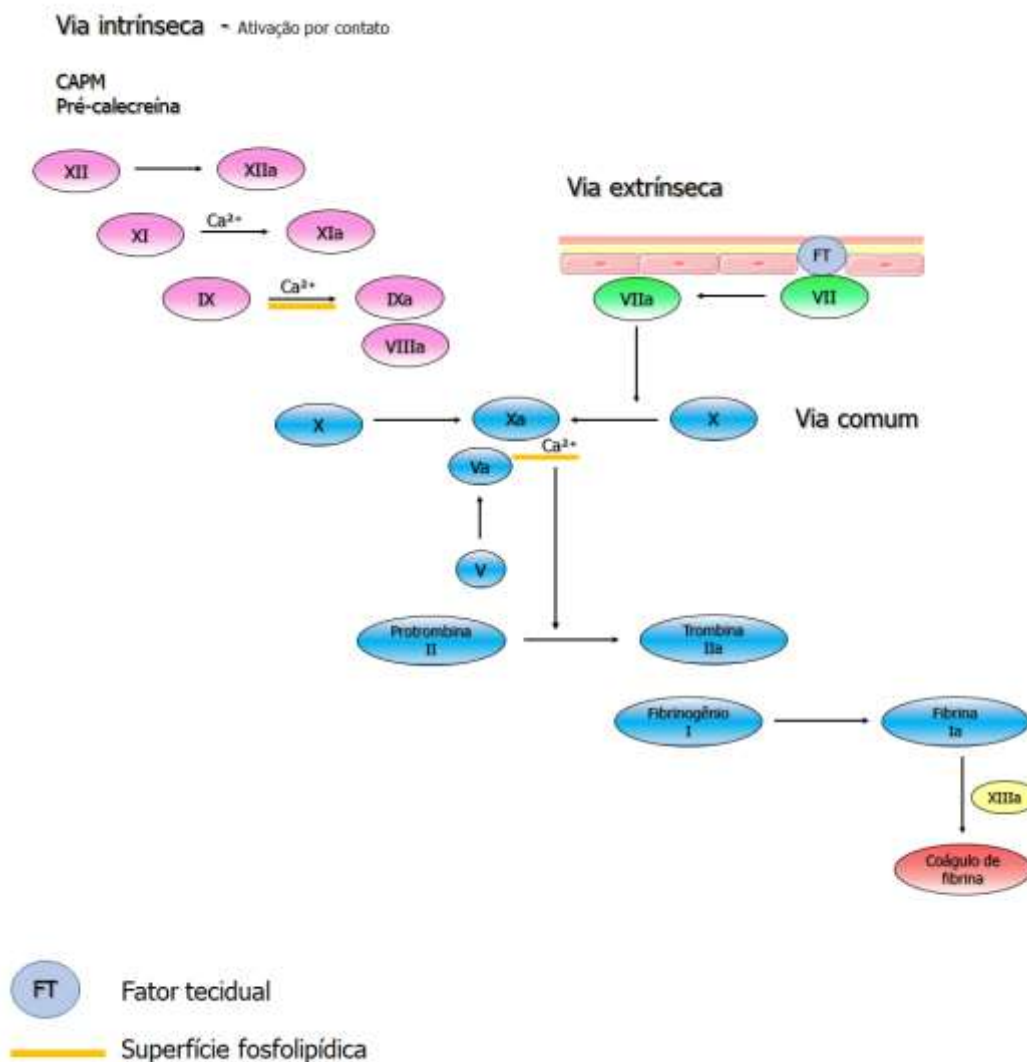 Via intrínseca - Ativação por contato
CAPM
Pré-calecreína
XII
XIIa
Via extrínseca
XI
Ca²⁺
XIa
FT
IX
Ca²⁺
IXa
VIIa
VII
VIIIa
X
Xa
X
Via comum
Ca²⁺
Va
V
Protrombina
II
Trombina
IIa
Fibrinogênio
I
Fibrina
Ia
XIIIa
Coágulo de
fibrina
FT
Fator tecidual
Superfície fosfolipídica